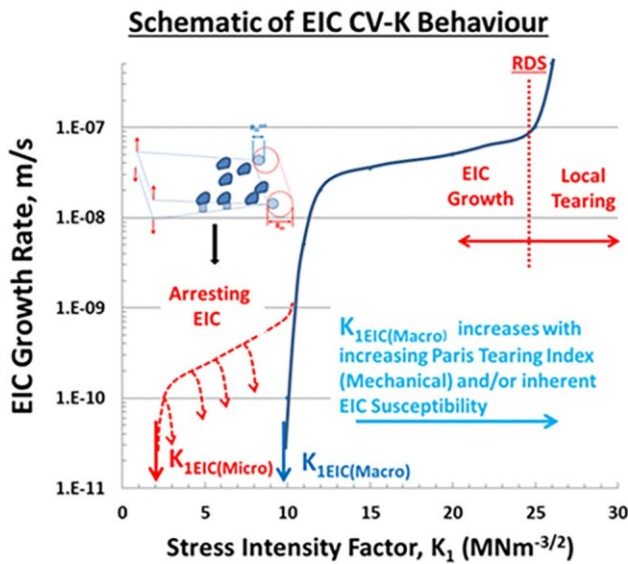 Schematic of EIC CV-K Behaviour
EIC Growth Rate, m/s
1.E-07
1.E-08
1.E-09
1.E-10
1.E-11
RDS
EIC
Growth
Local
Tearing
Arresting
EIC
K1EIC(Macro) increases with
increasing Paris Tearing Index
(Mechanical) and/or inherent
EIC Susceptibility
K1EIC(Micro)
K1EIC(Macro)
0 5 10 15 20 25 30
Stress Intensity Factor, K1 (MNm-3/2)